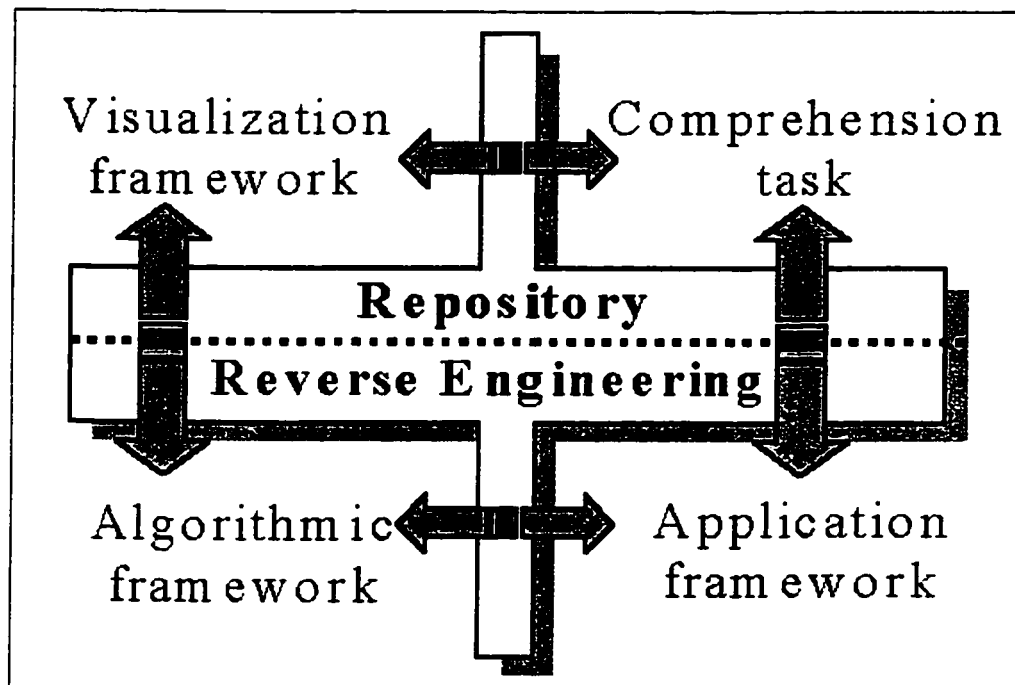 Visualization
framework
Comprehension
task
Repository
Reverse Engineering
Algorithmic
framework
Application
framework